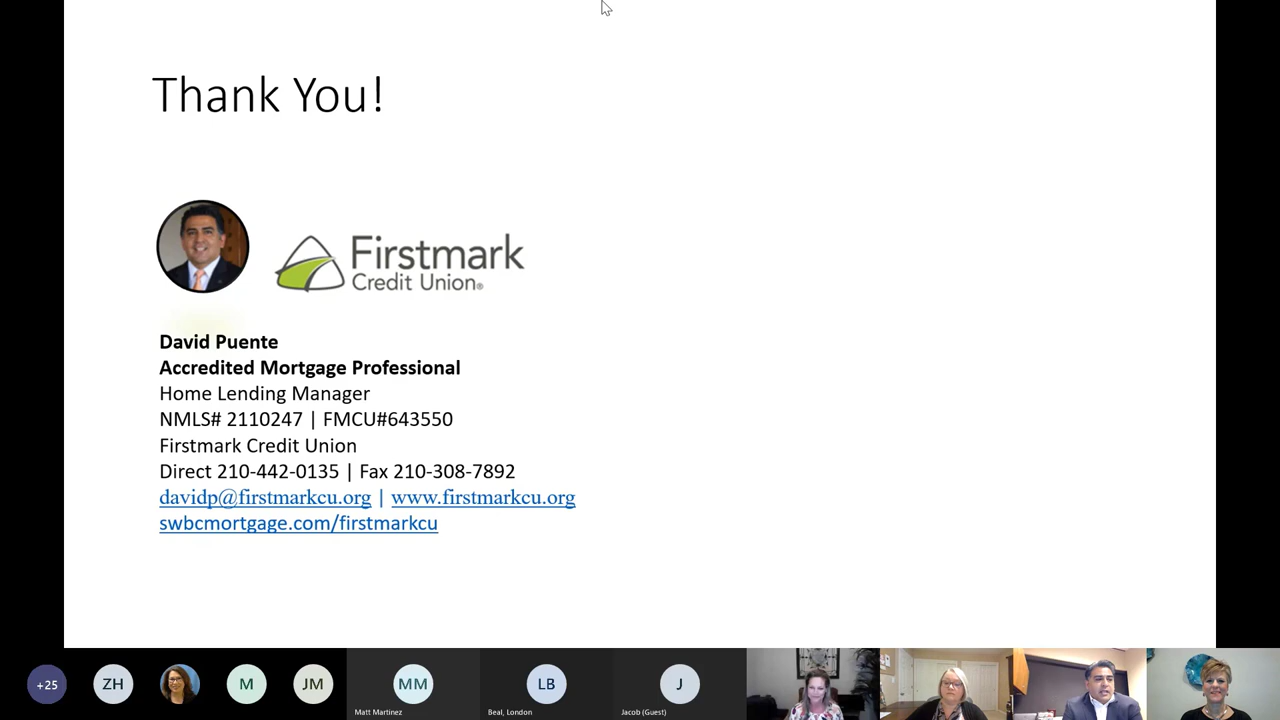 Thank You!
Firstmark
Credit Union®
David Puente
Accredited Mortgage Professional
Home Lending Manager
NMLS# 2110247 | FMCU#643550
Firstmark Credit Union
Direct 210-442-0135 | Fax 210-308-7892
davidp@firstmarkcu.org | www.firstmarkcu.org
swbcmortgage.com/firstmarkcu
+25
ZH
M
JM
MM
LB
J
Matt Martinez
Beal, London
Jacob (Guest)